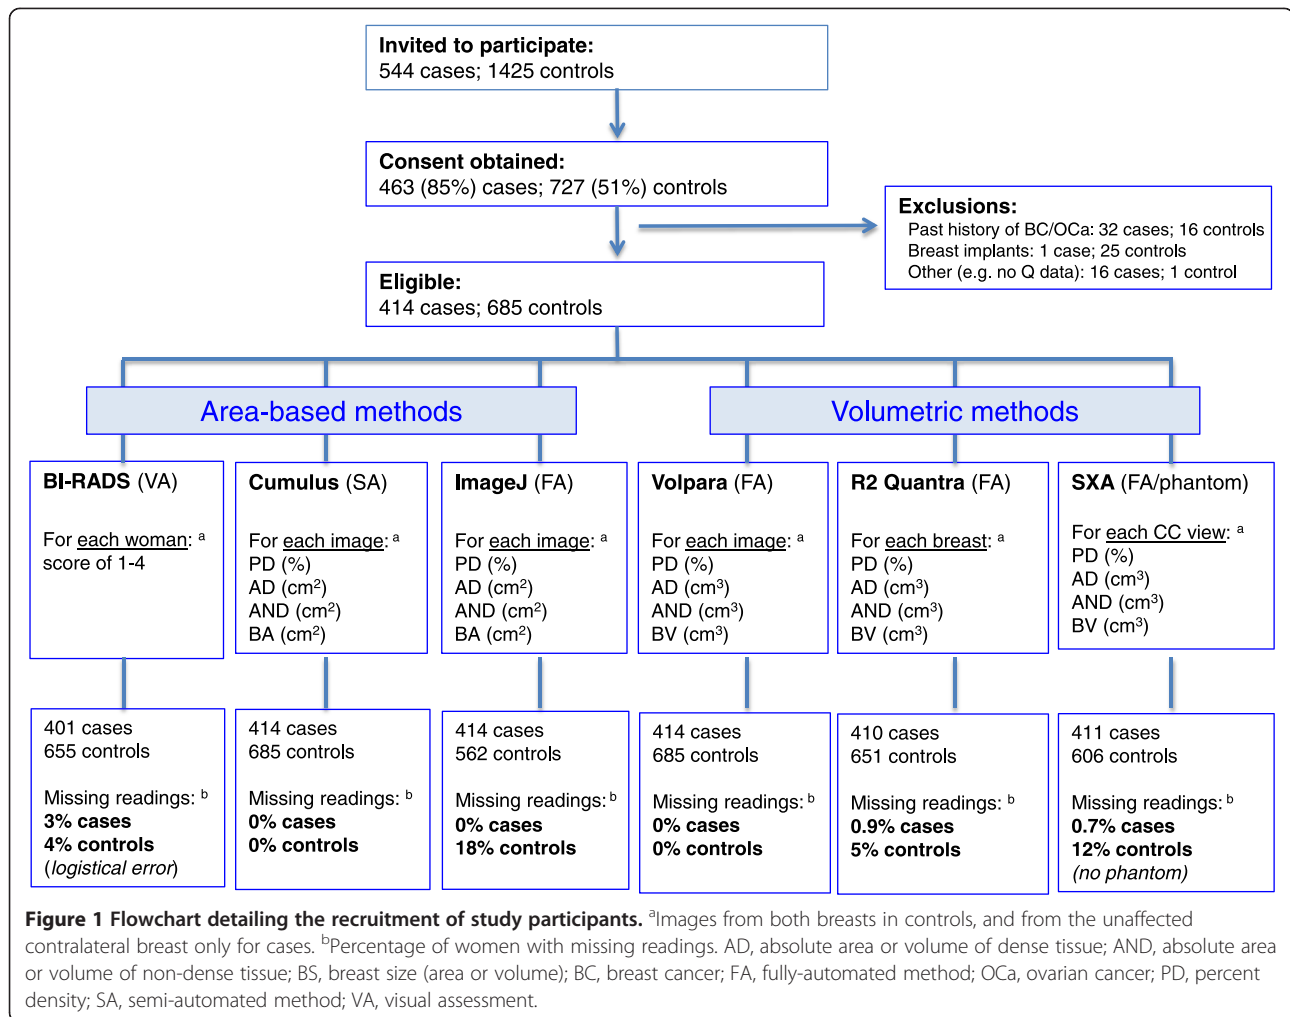 Invited to participate:
544 cases; 1425 controls
Consent obtained:
463 (85%) cases; 727 (51%) controls
Exclusions:
Past history of BC/OCa: 32 cases; 16 controls
Breast implants: 1 case; 25 controls
Other (e.g. no Q data): 16 cases; 1 control
Eligible:
414 cases; 685 controls
Area-based methods
Volumetric methods
BI-RADS (VA)
For each woman: a
score of 1-4
Cumulus (SA)
For each image: a
PD (%)
AD (cm²)
AND (cm²)
BA (cm²)
ImageJ (FA)
For each image: a
PD (%)
AD (cm²)
AND (cm²)
BA (cm²)
Volpara (FA)
For each image: a
PD (%)
AD (cm³)
AND (cm³)
BV (cm³)
R2 Quantra (FA)
For each breast: a
PD (%)
AD (cm³)
AND (cm³)
BV (cm³)
SXA (FA/phantom)
For each CC view: a
PD (%)
AD (cm³)
AND (cm³)
BV (cm³)
401 cases
655 controls
Missing readings: b
3% cases
4% controls
(logistical error)
414 cases
685 controls
Missing readings: b
0% cases
0% controls
414 cases
562 controls
Missing readings: b
0% cases
18% controls
414 cases
685 controls
Missing readings: b
0% cases
0% controls
410 cases
651 controls
Missing readings: b
0.9% cases
5% controls
411 cases
606 controls
Missing readings: b
0.7% cases
12% controls
(no phantom)
Figure 1 Flowchart detailing the recruitment of study participants. aImages from both breasts in controls, and from the unaffected
contralateral breast only for cases. bPercentage of women with missing readings. AD, absolute area or volume of dense tissue; AND, absolute area
or volume of non-dense tissue; BS, breast size (area or volume); BC, breast cancer; FA, fully-automated method; OCa, ovarian cancer; PD, percent
density; SA, semi-automated method; VA, visual assessment.